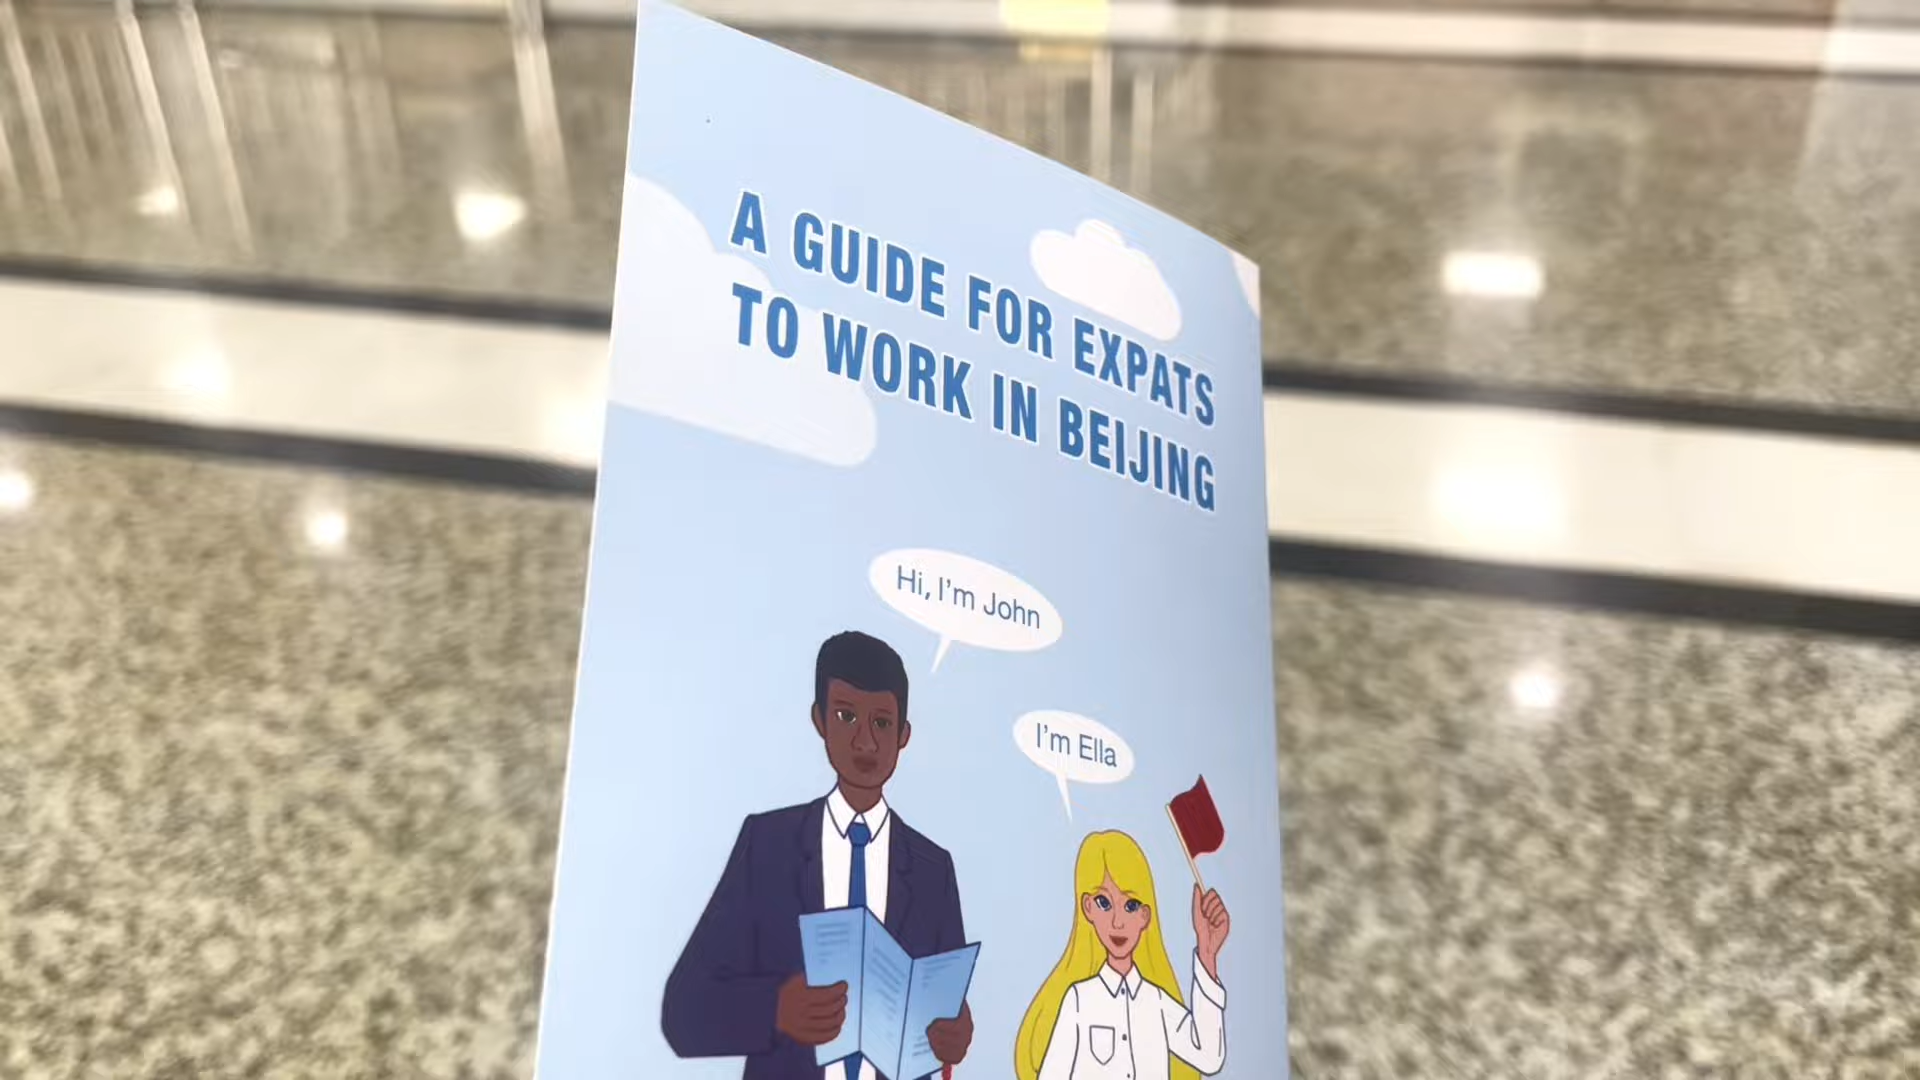 A GUIDE FOR EXPATS
TO WORK IN BEIJING
Hi, I'm John
I'm Ella